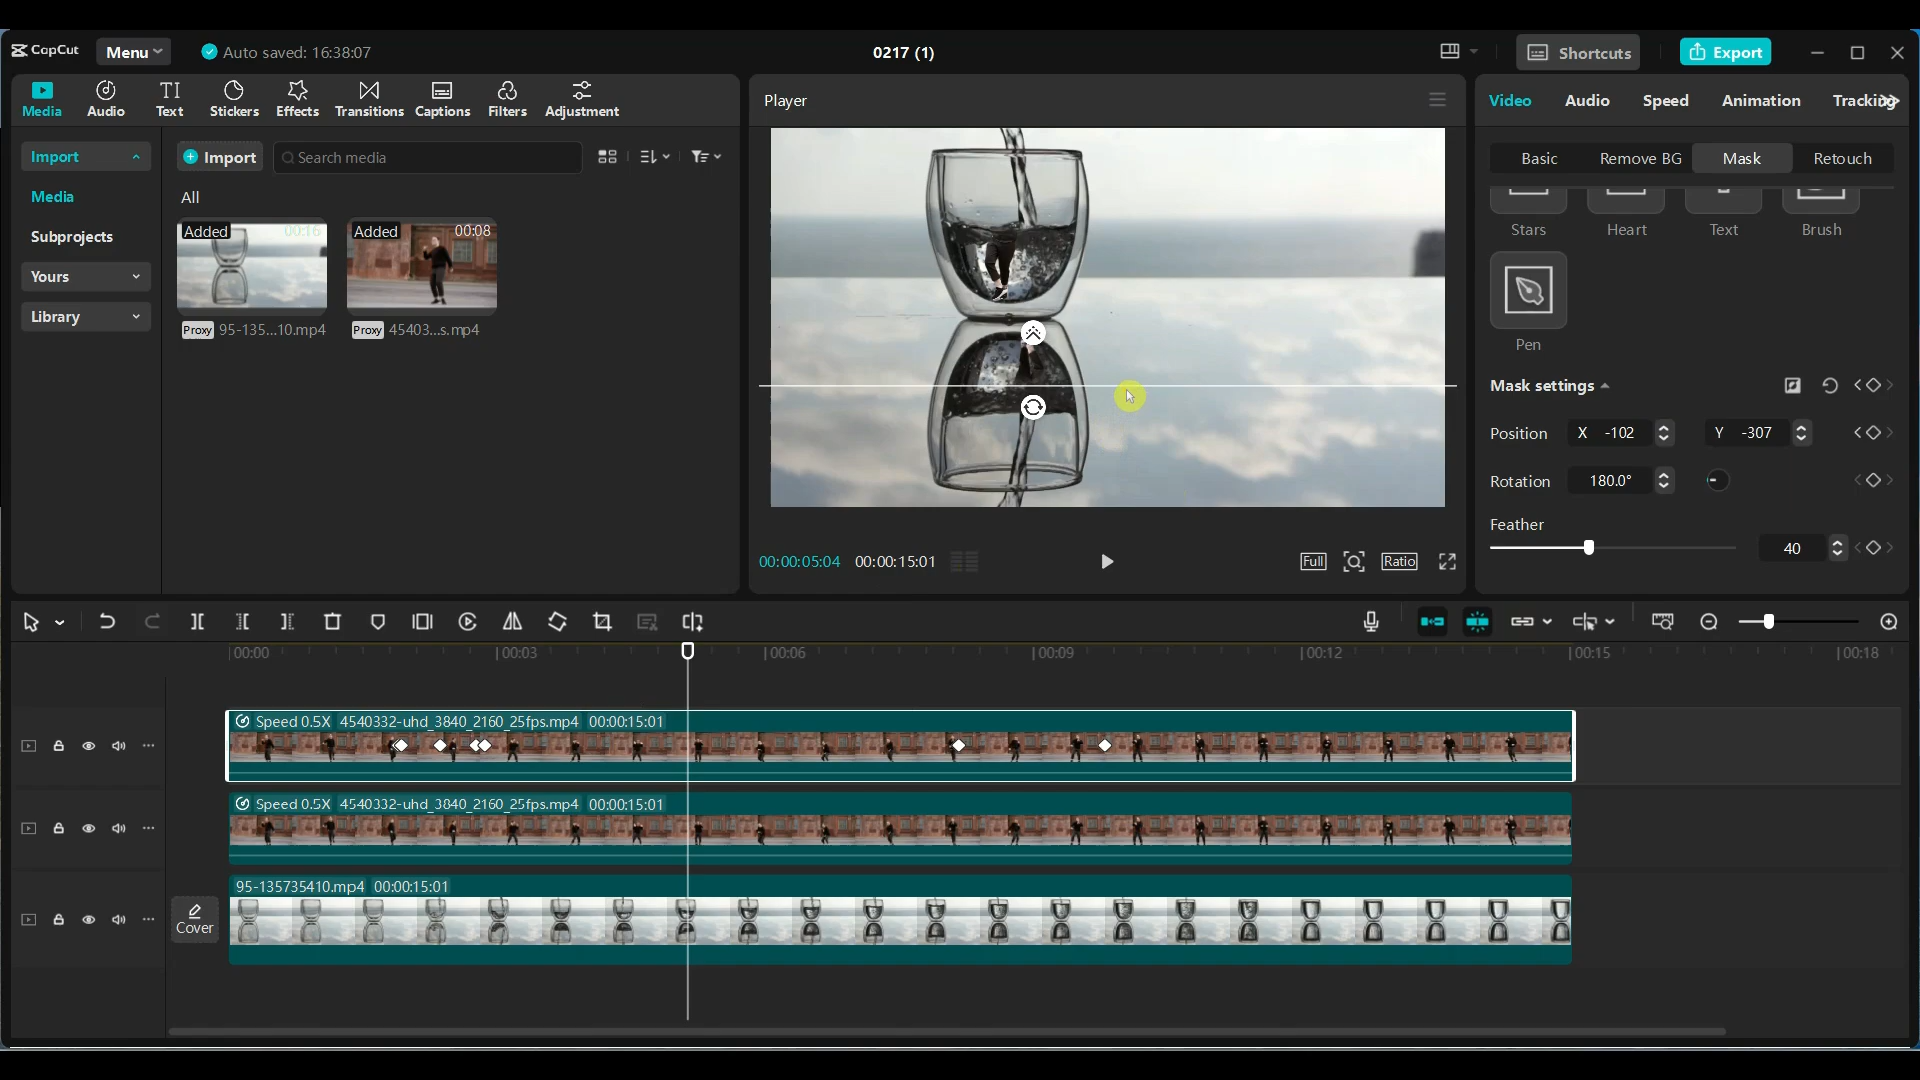 CapCut
Menu
Auto saved: 16:38:07
0217 (1)
Shortcuts
Export
Media
Audio
Text
Stickers
Effects
Transitions
Captions
Filters
Adjustment
Import
Media
Subprojects
Yours
Library
Import
Search media
All
Added
00:16
Proxy 95-135...10.mp4
Added
00:08
Proxy 45403...s.mp4
Player
00:00:05:04
00:00:15:01
Full
Ratio
Video
Audio
Speed
Animation
Tracking
Basic
Remove BG
Mask
Retouch
Stars
Heart
Text
Brush
Pen
Mask settings
Position
X -102
Y -307
Rotation
180.0°
Feather
40
00:00
00:03
00:06
00:09
00:12
00:15
00:18
Speed 0.5X 4540332-uhd_3840_2160_25fps.mp4 00:00:15:01
Speed 0.5X 4540332-uhd_3840_2160_25fps.mp4 00:00:15:01
Cover
95-135735410.mp4 00:00:15:01